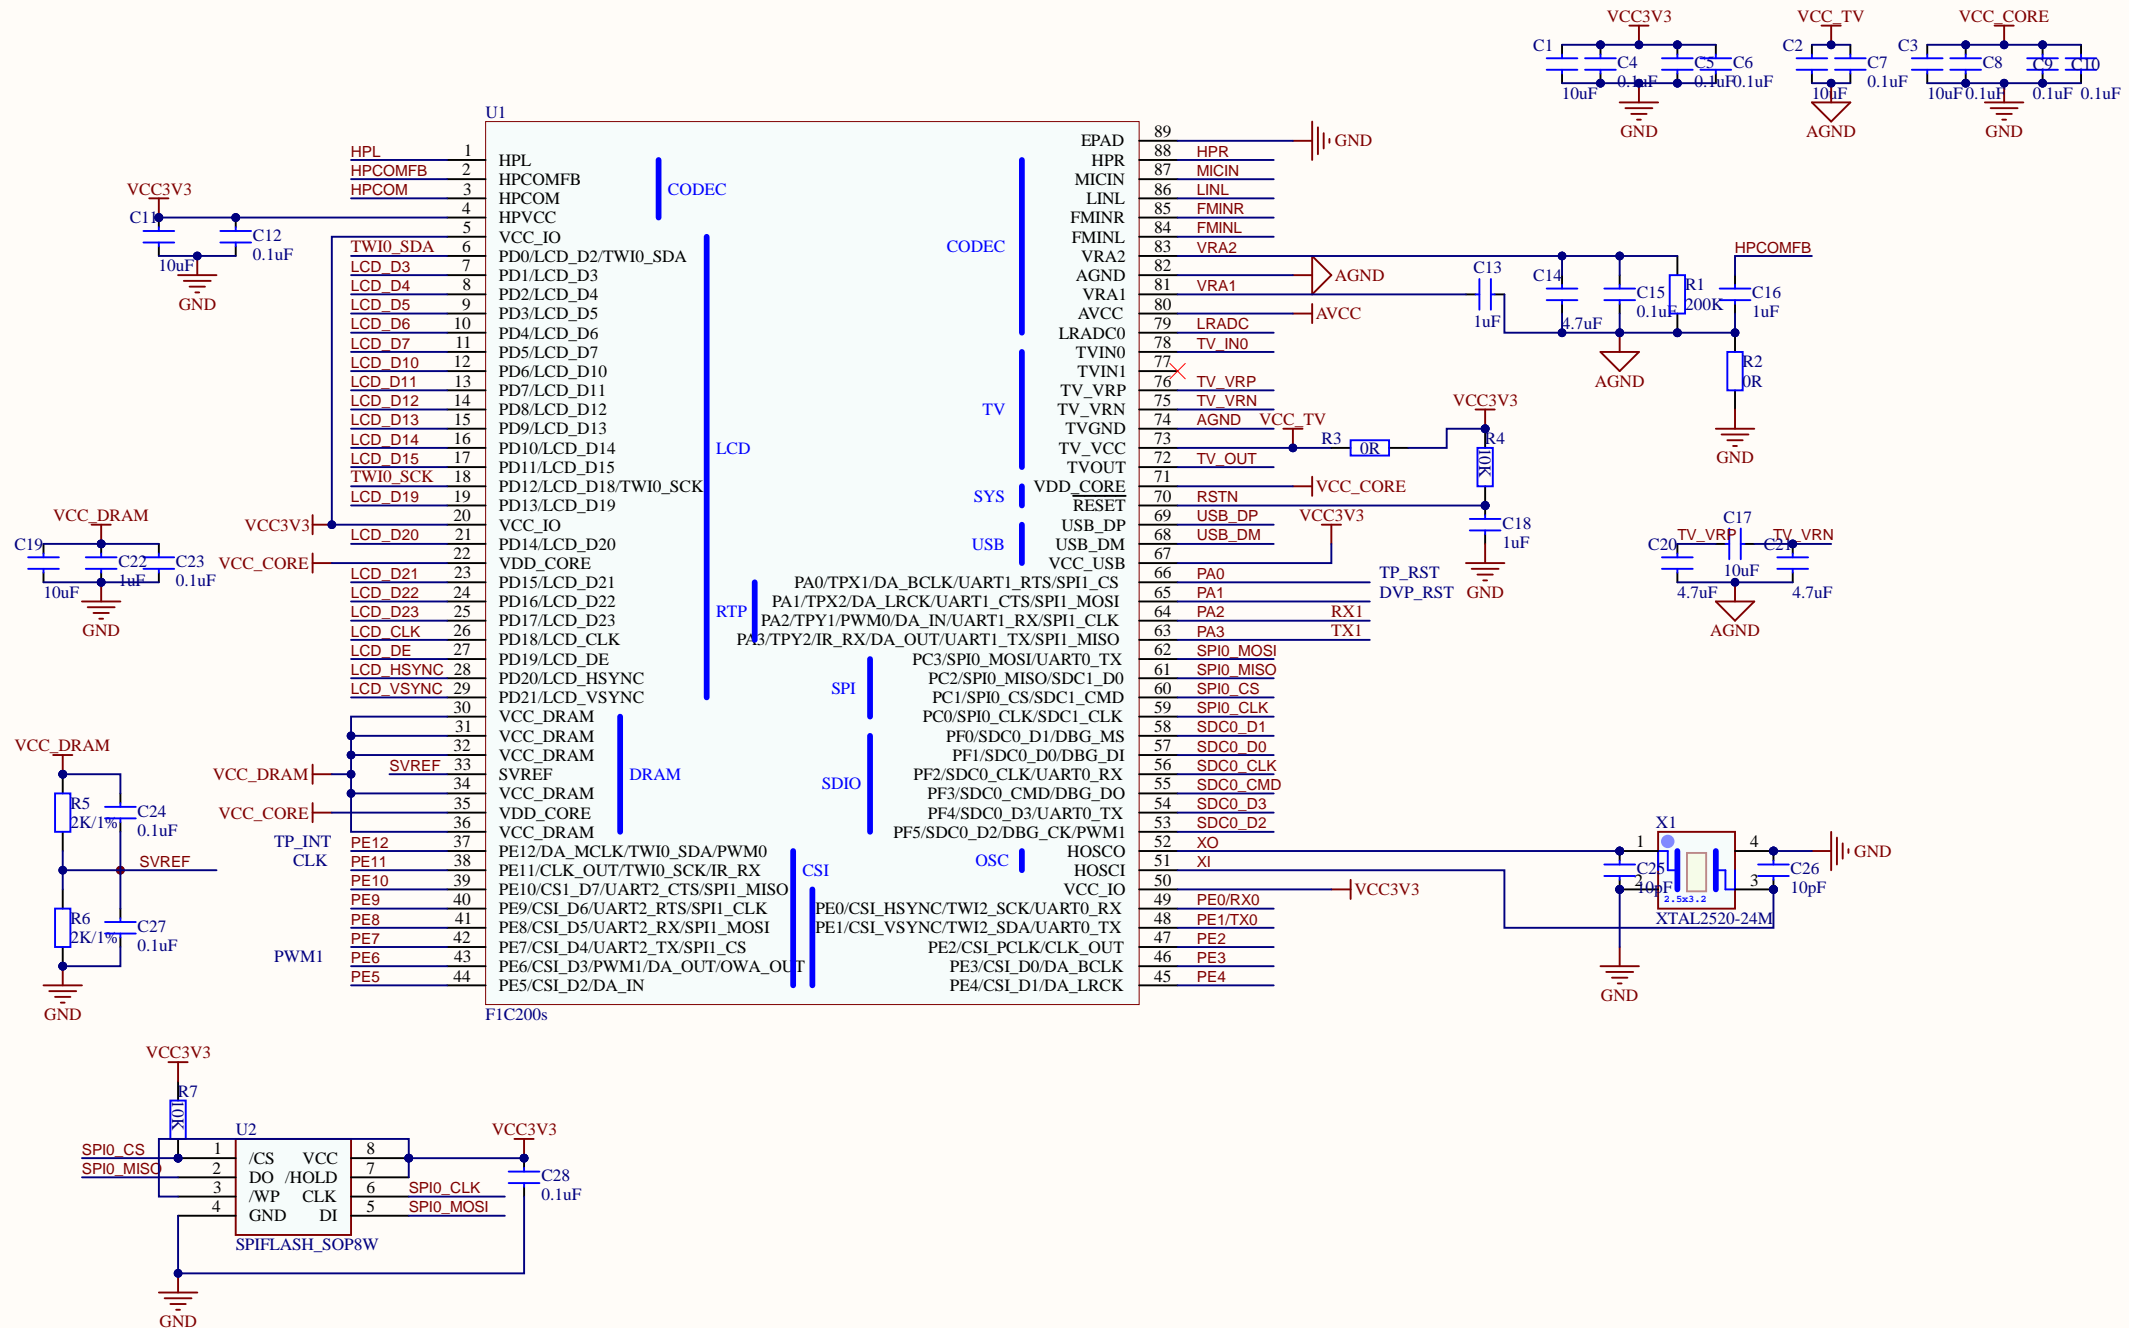 VCC3V3
C1
C4
0.1uF
C5
0.1uF
C6
0.1uF
10uF
GND
VCC_TV
C2
C7
0.1uF
10uF
AGND
VCC_CORE
C3
C8
C9
C10
10uF
0.1uF
0.1uF
0.1uF
GND
U1
HPL 1 HPL
HPCOMFB 2 HPCOMFB
HPCOM 3 HPCOM
4 HPVCC
5 VCC_IO
TWI0_SDA 6 PD0/LCD_D2/TWI0_SDA
LCD_D3 7 PD1/LCD_D3
LCD_D4 8 PD2/LCD_D4
LCD_D5 9 PD3/LCD_D5
LCD_D6 10 PD4/LCD_D6
LCD_D7 11 PD5/LCD_D7
LCD_D10 12 PD6/LCD_D10
LCD_D11 13 PD7/LCD_D11
LCD_D12 14 PD8/LCD_D12
LCD_D13 15 PD9/LCD_D13
LCD_D14 16 PD10/LCD_D14
LCD_D15 17 PD11/LCD_D15
TWI0_SCK 18 PD12/LCD_D18/TWI0_SCK
LCD_D19 19 PD13/LCD_D19
VCC3V3 20 VCC_IO
LCD_D20 21 PD14/LCD_D20
VCC_CORE 22 VDD_CORE
LCD_D21 23 PD15/LCD_D21
LCD_D22 24 PD16/LCD_D22
LCD_D23 25 PD17/LCD_D23
LCD_CLK 26 PD18/LCD_CLK
LCD_DE 27 PD19/LCD_DE
LCD_HSYNC 28 PD20/LCD_HSYNC
LCD_VSYNC 29 PD21/LCD_VSYNC
30 VCC_DRAM
31 VCC_DRAM
32 VCC_DRAM
VCC_DRAM SVREF 33 SVREF
34 VCC_DRAM
VCC_CORE 35 VDD_CORE
36 VCC_DRAM
TP_INT PE12 37 PE12/DA_MCLK/TWI0_SDA/PWM0
CLK PE11 38 PE11/CLK_OUT/TWI0_SCK/IR_RX
PE10 39 PE10/CS1_D7/UART2_CTS/SPI1_MISO
PE9 40 PE9/CSI_D6/UART2_RTS/SPI1_CLK
PE8 41 PE8/CSI_D5/UART2_RX/SPI1_MOSI
PE7 42 PE7/CSI_D4/UART2_TX/SPI1_CS
PWM1 PE6 43 PE6/CSI_D3/PWM1/DA_OUT/OWA_OUT
PE5 44 PE5/CSI_D2/DA_IN
F1C200s
CODEC
LCD
DRAM
CSI
CODEC
TV
SYS
USB
RTP
SPI
SDIO
OSC
EPAD 89 GND
HPR 88 HPR
MICIN 87 MICIN
LINL 86 LINL
FMINR 85 FMINR
FMINL 84 FMINL
VRA2 83 VRA2
AGND 82 AGND
VRA1 81 VRA1
AVCC 80 AVCC
LRADC0 79 LRADC
TVIN0 78 TV_IN0
TVIN1 77
TV_VRP 76 TV_VRP
TV_VRN 75 TV_VRN
TVGND 74 AGND
TV_VCC 73
TVOUT 72 TV_OUT
VDD_CORE 71 VCC_CORE
RESET 70 RSTN
USB_DP 69 USB_DP
USB_DM 68 USB_DM
VCC_USB 67
PA0/TPX1/DA_BCLK/UART1_RTS/SPI1_CS 66 PA0 TP_RST
PA1/TPX2/DA_LRCK/UART1_CTS/SPI1_MOSI 65 PA1 DVP_RST
PA2/TPY1/PWM0/DA_IN/UART1_RX/SPI1_CLK 64 PA2 RX1
PA3/TPY2/IR_RX/DA_OUT/UART1_TX/SPI1_MISO 63 PA3 TX1
PC3/SPI0_MOSI/UART0_TX 62 SPI0_MOSI
PC2/SPI0_MISO/SDC1_D0 61 SPI0_MISO
PC1/SPI0_CS/SDC1_CMD 60 SPI0_CS
PC0/SPI0_CLK/SDC1_CLK 59 SPI0_CLK
PF0/SDC0_D1/DBG_MS 58 SDC0_D1
PF1/SDC0_D0/DBG_DI 57 SDC0_D0
PF2/SDC0_CLK/UART0_RX 56 SDC0_CLK
PF3/SDC0_CMD/DBG_DO 55 SDC0_CMD
PF4/SDC0_D3/UART0_TX 54 SDC0_D3
PF5/SDC0_D2/DBG_CK/PWM1 53 SDC0_D2
HOSCO 52 XO
HOSCI 51 XI
VCC_IO 50 VCC3V3
PE0/CSI_HSYNC/TWI2_SCK/UART0_RX 49 PE0/RX0
PE1/CSI_VSYNC/TWI2_SDA/UART0_TX 48 PE1/TX0
PE2/CSI_PCLK/CLK_OUT 47 PE2
PE3/CSI_D0/DA_BCLK 46 PE3
PE4/CSI_D1/DA_LRCK 45 PE4
VCC3V3
C11
C12
0.1uF
10uF
GND
HPCOMFB
C13
1uF
C14
4.7uF
C15
0.1uF
R1
200K
C16
1uF
AGND
R2
0R
GND
VCC_TV
R3
0R
VCC3V3
R4
10K
C18
1uF
GND
VCC3V3
TV_VRP
C17
TV_VRN
C20
C21
10uF
4.7uF
4.7uF
AGND
VCC_DRAM
C19
C22
1uF
C23
0.1uF
10uF
GND
VCC_DRAM
R5
2K/1%
C24
0.1uF
SVREF
R6
2K/1%
C27
0.1uF
GND
X1
1
4
GND
C25
10pF
2
3
C26
10pF
2.5x3.2
XTAL2520-24M
GND
VCC3V3
R7
10K
U2
VCC3V3
SPI0_CS 1 /CS VCC 8
SPI0_MISO 2 DO /HOLD 7
3 /WP CLK 6 SPI0_CLK
4 GND DI 5 SPI0_MOSI
C28
0.1uF
SPIFLASH_SOP8W
GND